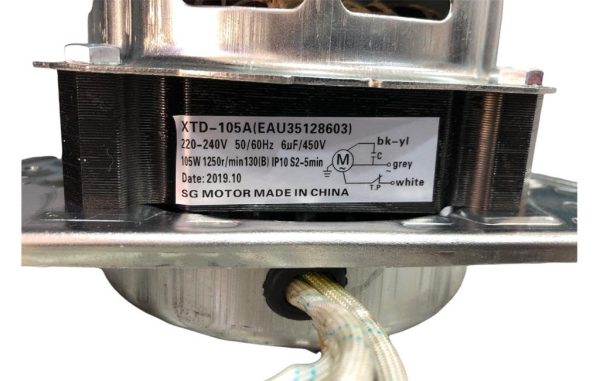 XTD-105A(EAU35128603)
220-240V 50/60Hz 6μF/450V
105W 1250r/min130(B) IP10 S2-5min
Date: 2019.10
SG MOTOR MADE IN CHINA
bk-yl
M
~
C
grey
~
white
T.P